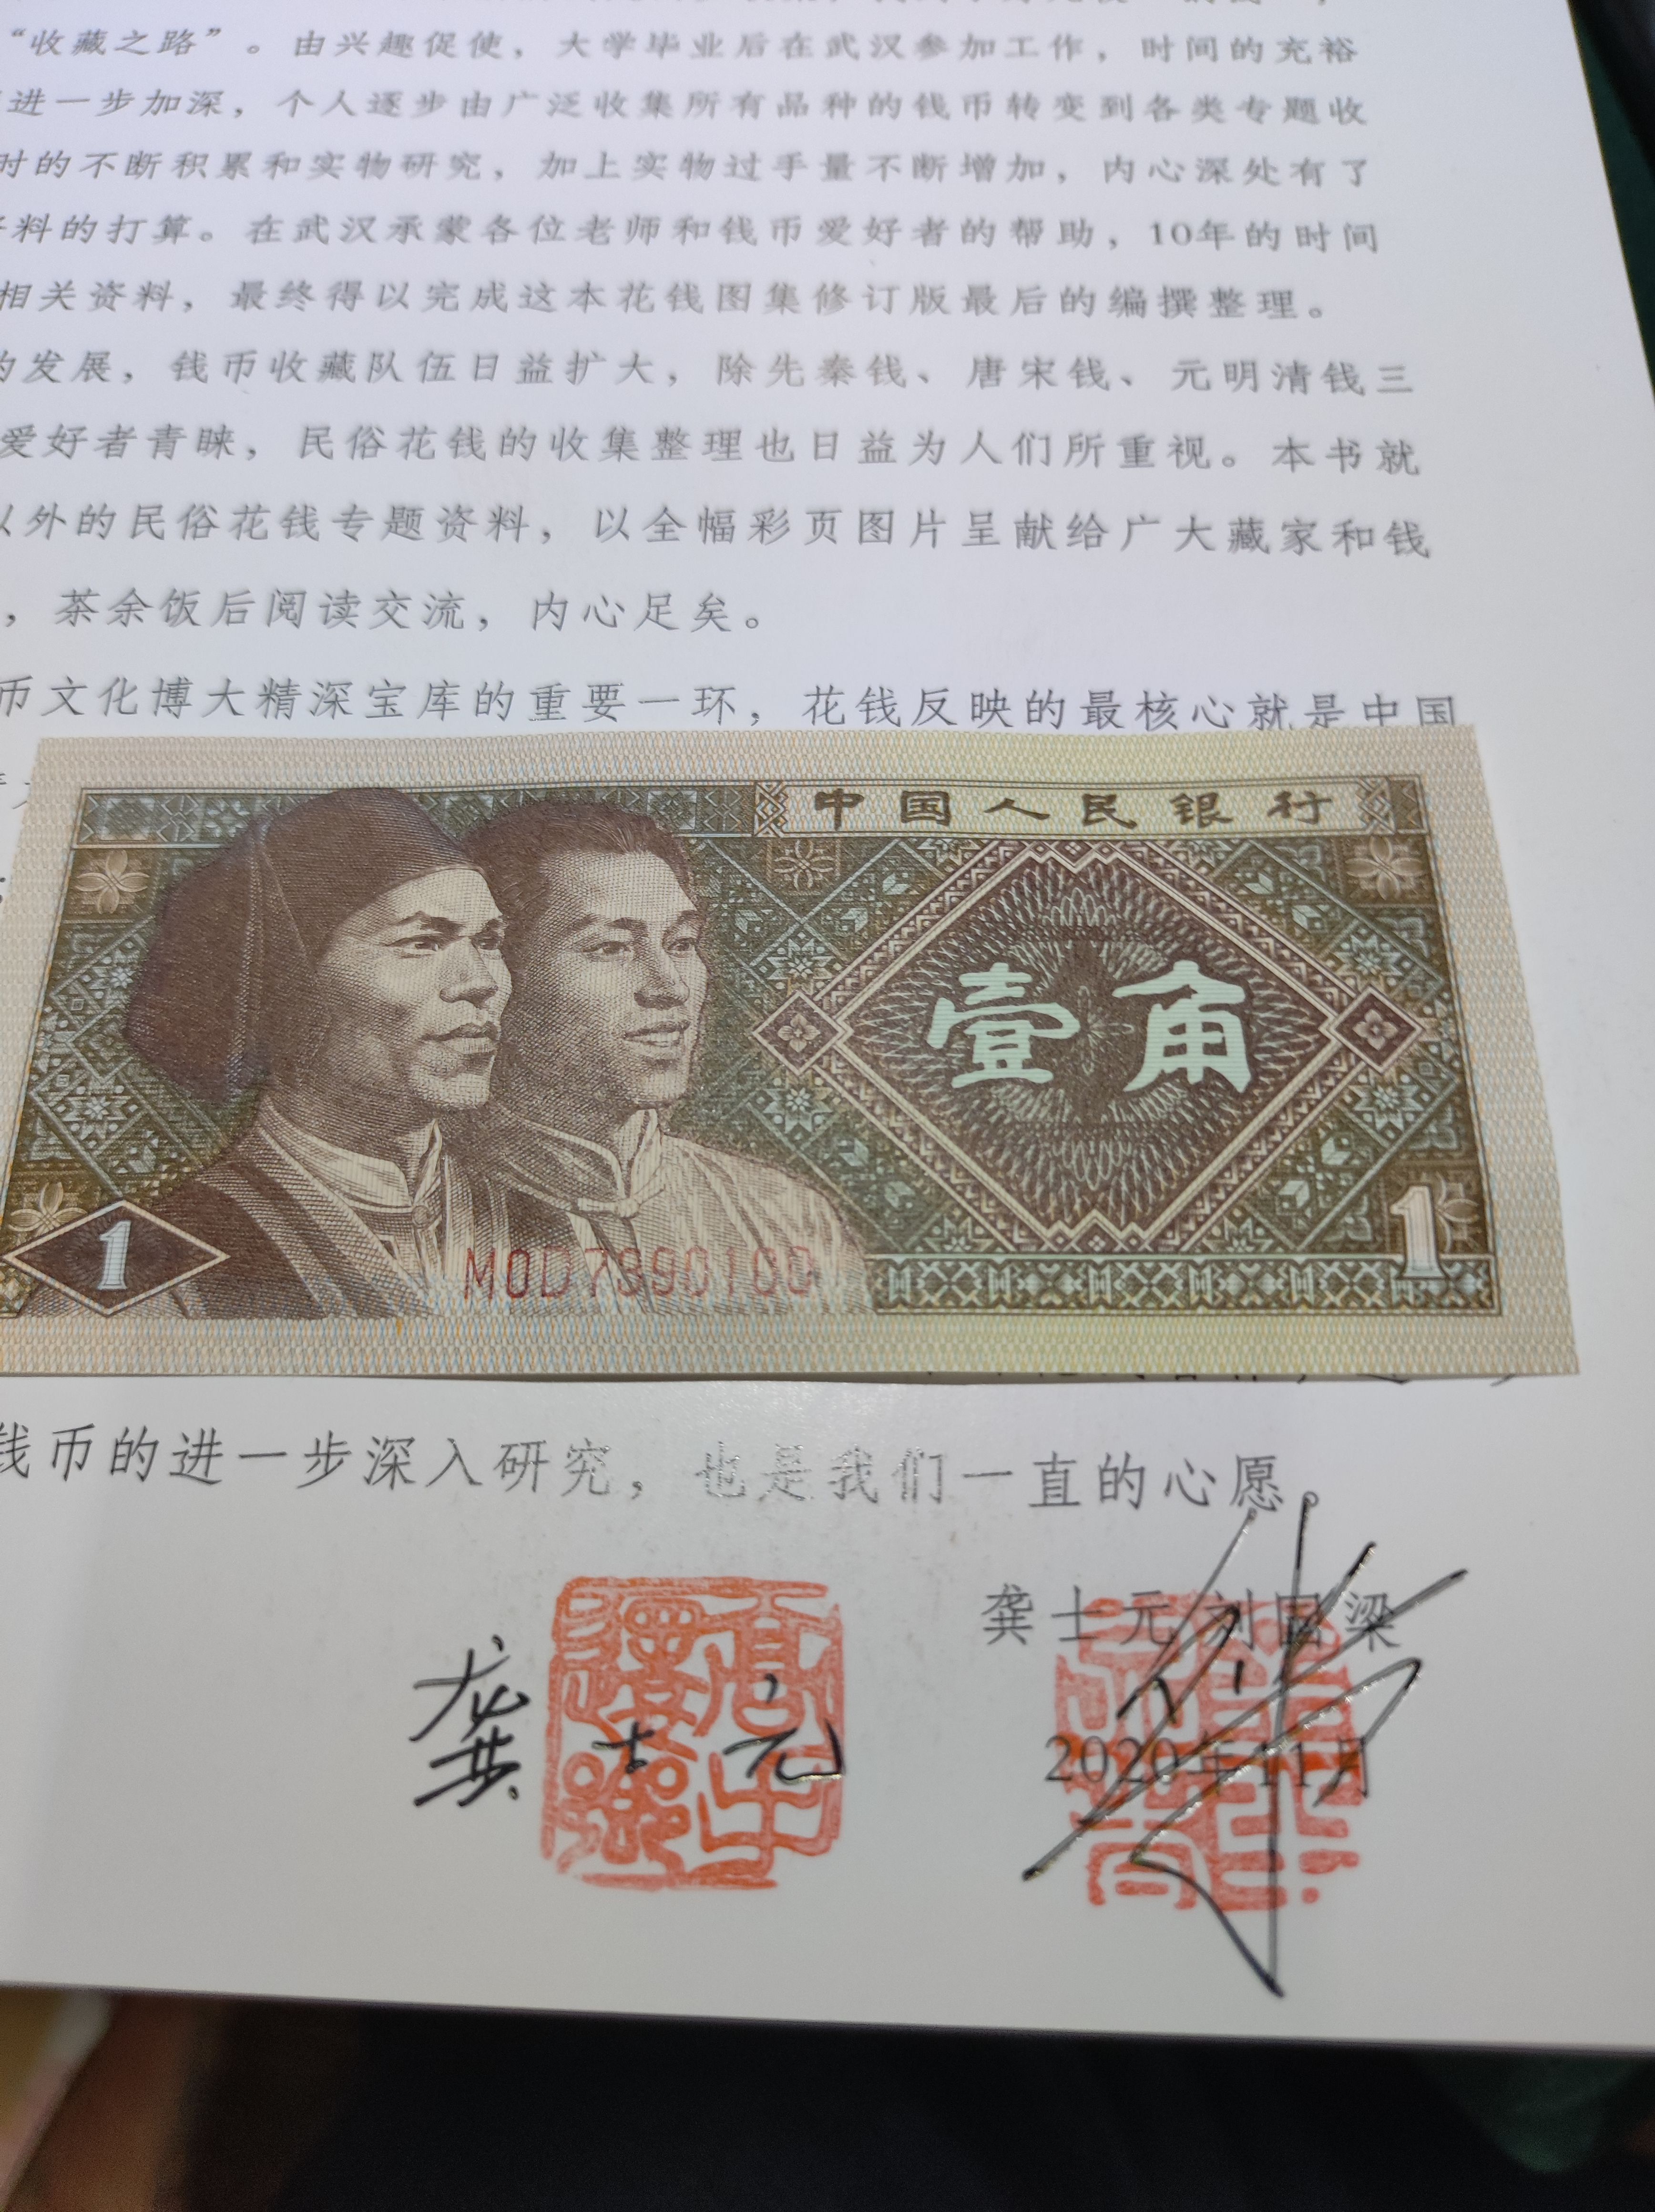 “收藏之路”。由兴趣促使，大学毕业后在武汉参加工作，时间的充裕
进一步加深，个人逐步由广泛收集所有品种的钱币转变到各类专题收
时的不断积累和实物研究，加上实物过手量不断增加，内心深处有了
料的打算。在武汉承蒙各位老师和钱币爱好者的帮助，10年的时间
相关资料，最终得以完成这本花钱图集修订版最后的编撰整理。
的发展，钱币收藏队伍日益扩大，除先秦钱、唐宋钱、元明清钱三
爱好者青睐，民俗花钱的收集整理也日益为人们所重视。本书就
以外的民俗花钱专题资料，以全幅彩页图片呈献给广大藏家和钱
，茶余饭后阅读交流，内心足矣。
币文化博大精深宝库的重要一环，花钱反映的最核心就是中国
中国人民银行
壹角
1
1
钱币的进一步深入研究，也是我们一直的心愿。
龚士元 刘国梁
龚士元
2020年11月